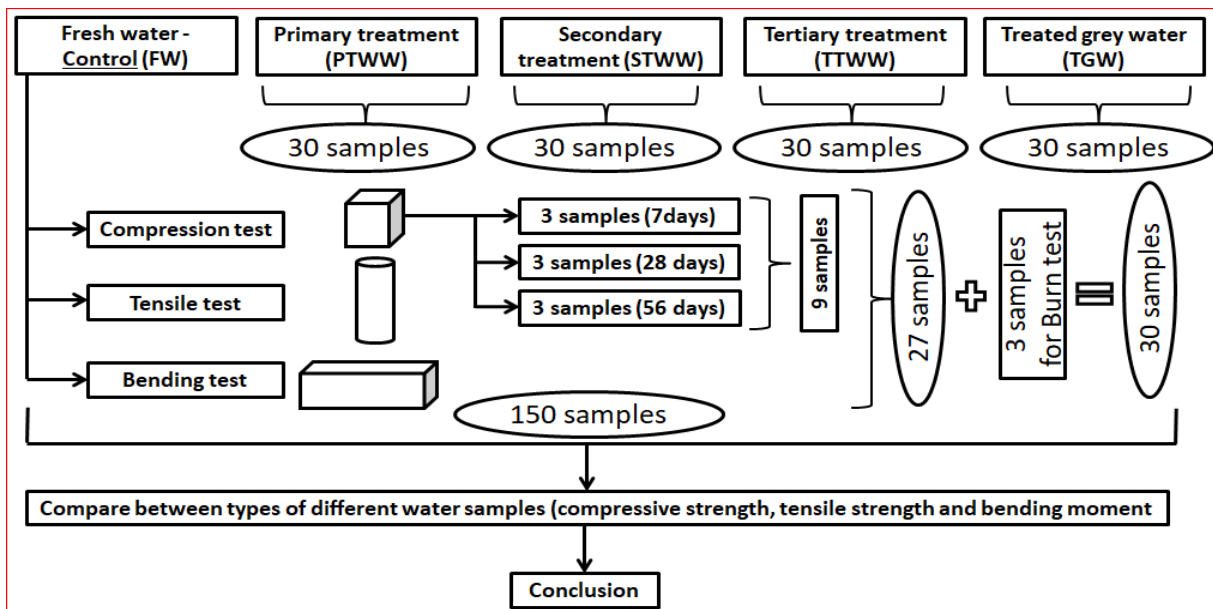 Fresh water -
Control (FW)
Primary treatment
(PTWW)
Secondary
treatment (STWW)
Tertiary treatment
(TTWW)
Treated grey water
(TGW)
30 samples
30 samples
30 samples
30 samples
Compression test
Tensile test
Bending test
3 samples (7days)
3 samples (28 days)
3 samples (56 days)
9 samples
27 samples
3 samples
for Burn test
30 samples
150 samples
Compare between types of different water samples (compressive strength, tensile strength and bending moment
Conclusion